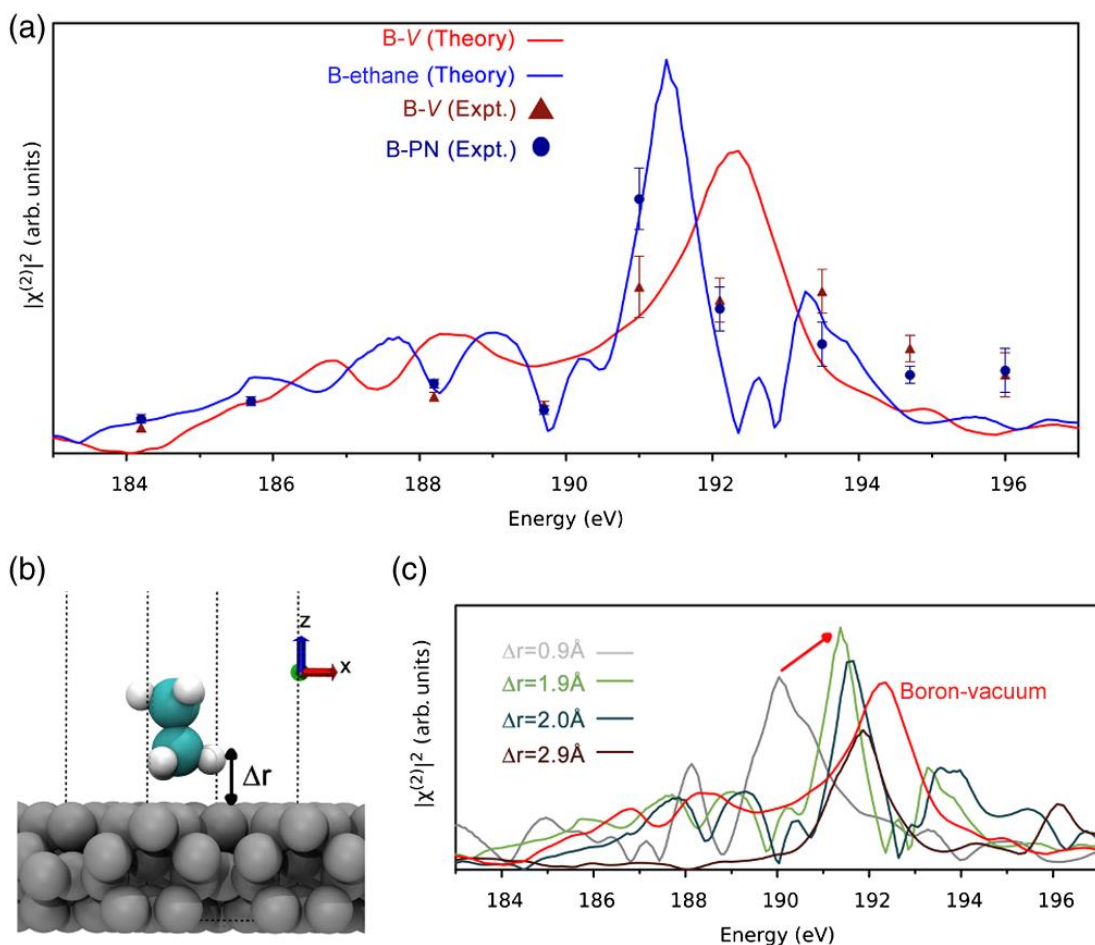 (a)
B-V (Theory)
B-ethane (Theory)
B-V (Expt.)
B-PN (Expt.)
|χ(2)|2 (arb. units)
184 186 188 190 192 194 196
Energy (eV)
(b)
z
x
Δr
(c)
Δr=0.9Å
Δr=1.9Å
Δr=2.0Å
Δr=2.9Å
Boron-vacuum
|χ(2)|2 (arb. units)
184 186 188 190 192 194 196
Energy (eV)